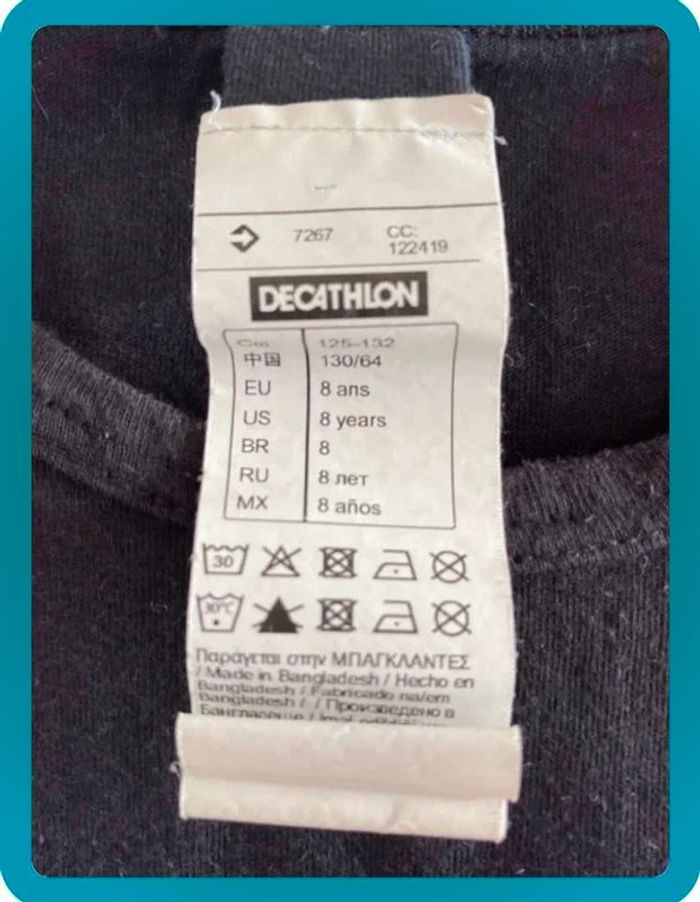 7267 CC: 122419
DECATHLON
Cm 125-132
中国 130/64
EU 8 ans
US 8 years
BR 8
RU 8 лет
MX 8 años
30
30°C
Παράγεται στην ΜΠΑΓΚΛΑΝΤΕΣ
/ Made in Bangladesh / Hecho en
Bangladesh / Fabricado na/em
Bangladesh / / Произведено в
Бангладеше / İmal